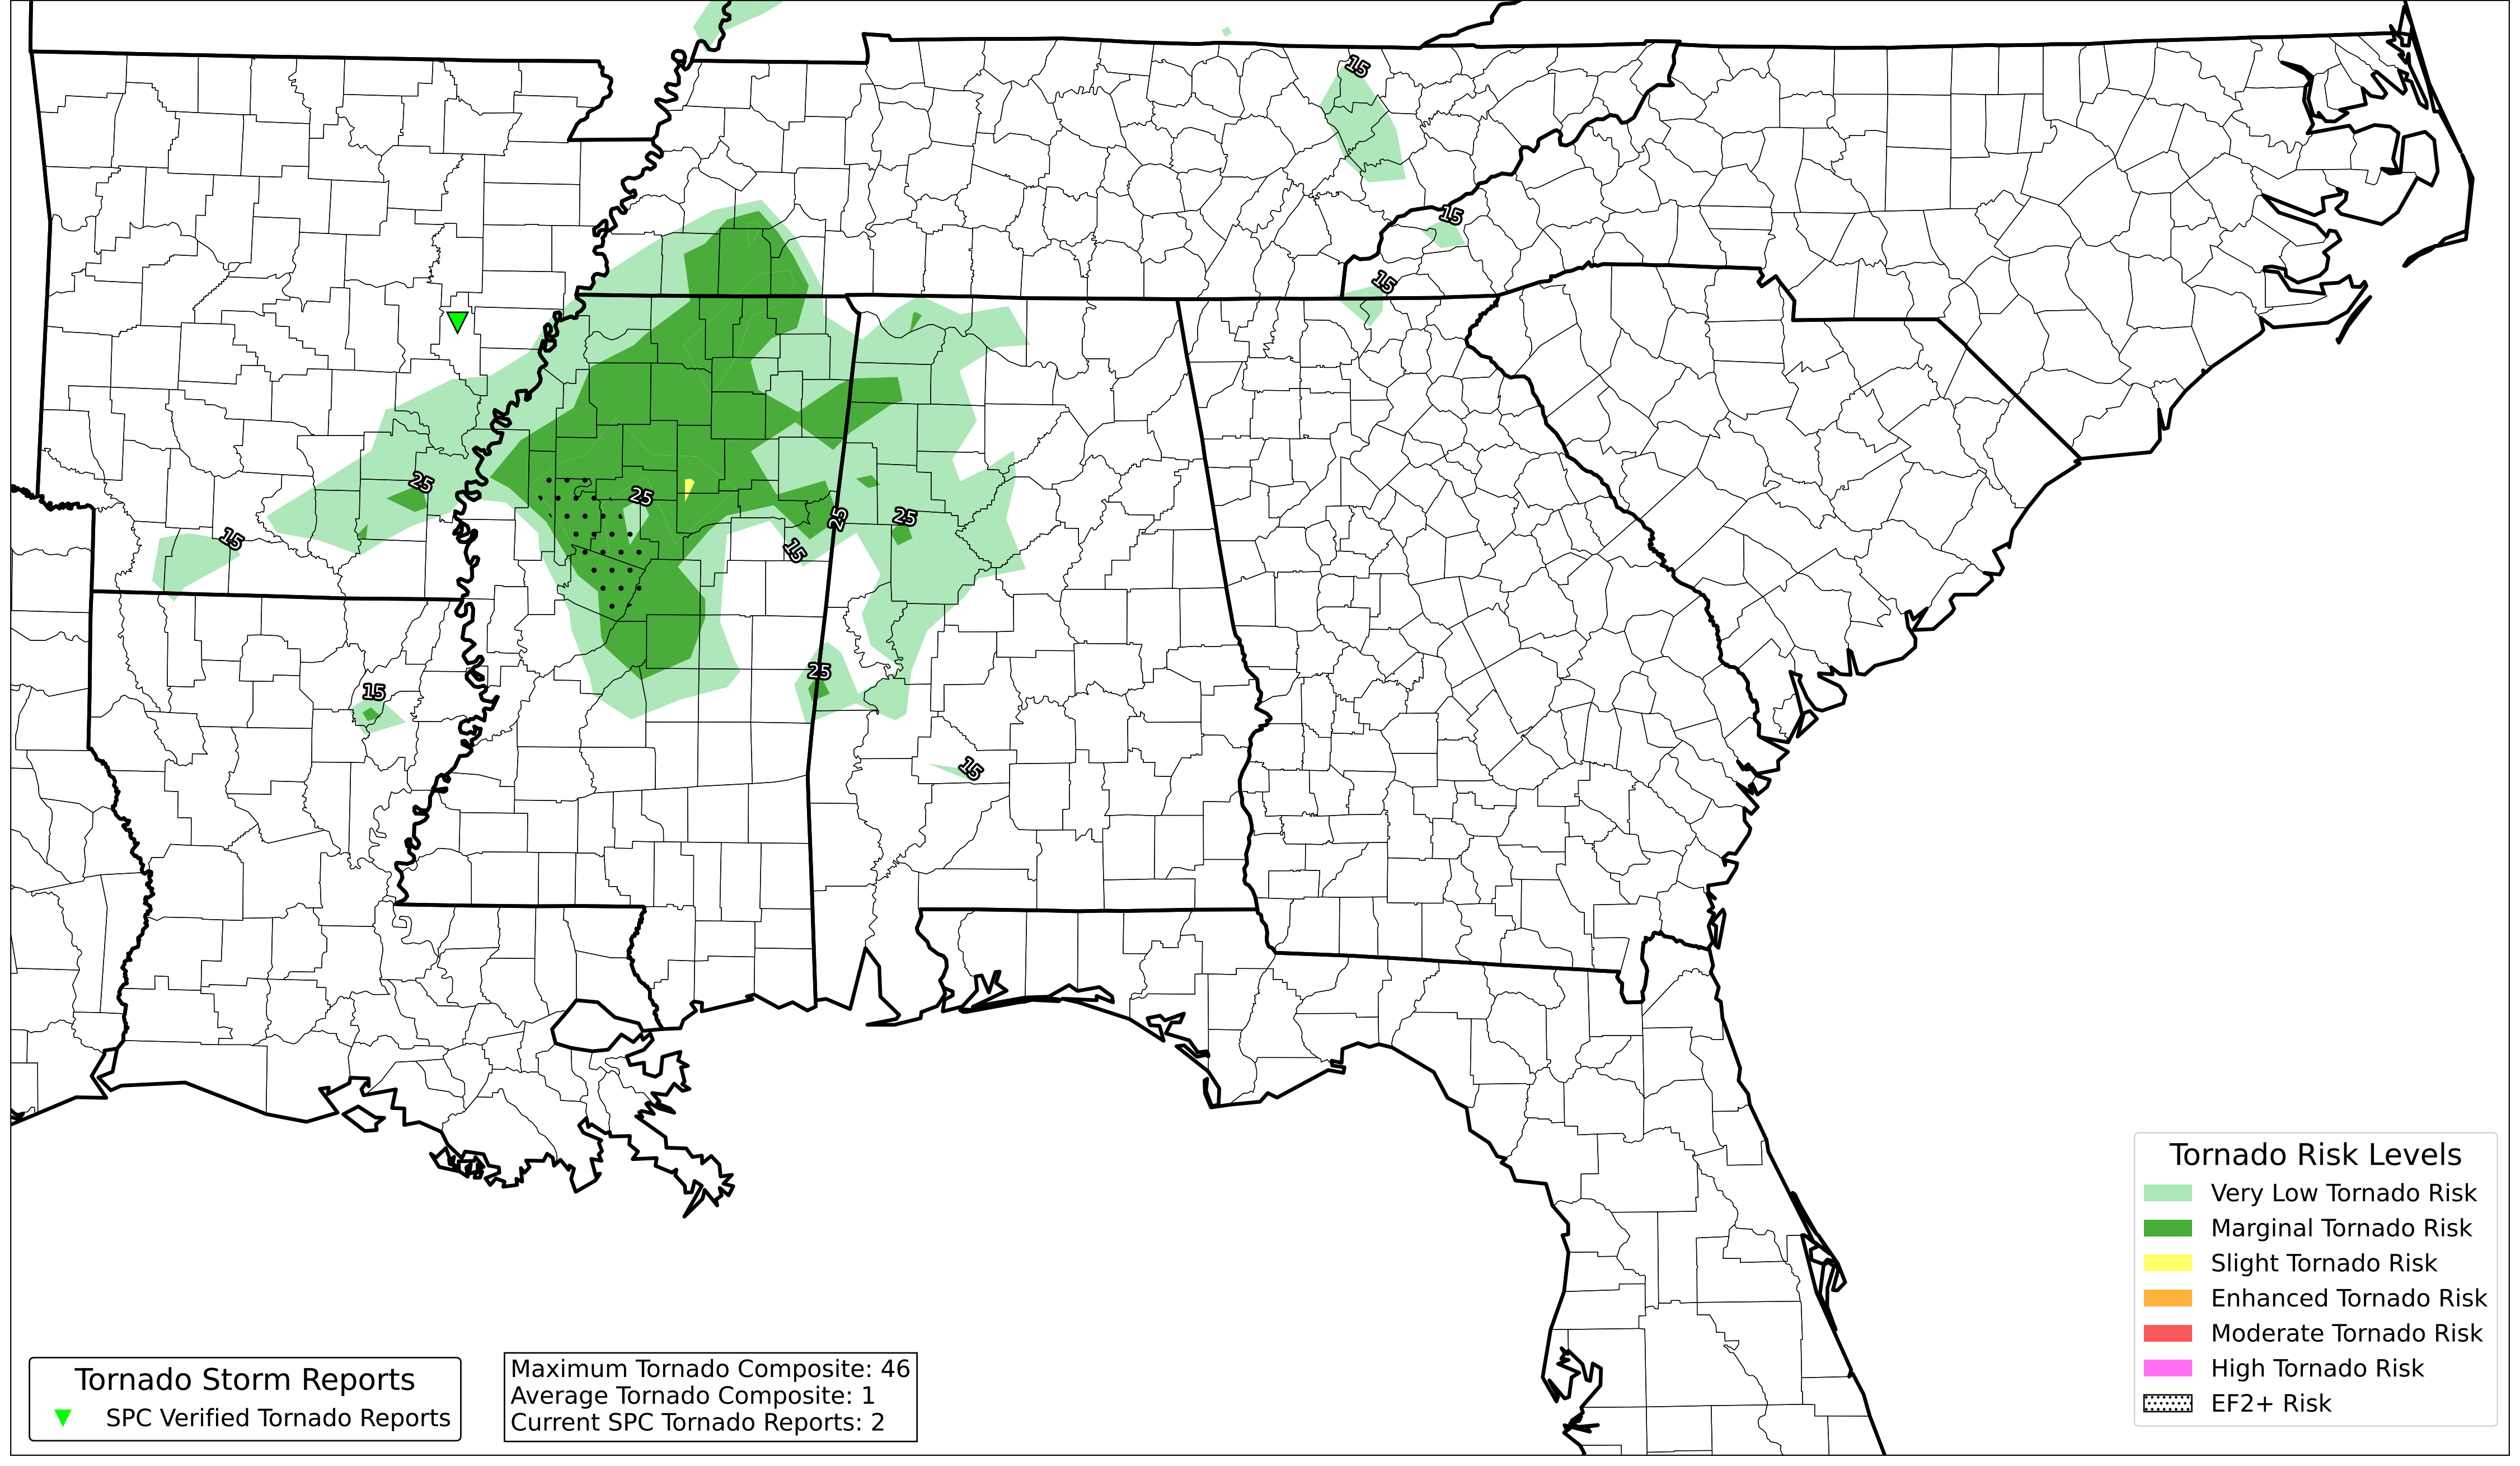 15
15
15
25
25
25
25
15
15
25
15
15
Tornado Risk Levels
Very Low Tornado Risk
Marginal Tornado Risk
Slight Tornado Risk
Enhanced Tornado Risk
Moderate Tornado Risk
High Tornado Risk
EF2+ Risk
Tornado Storm Reports
SPC Verified Tornado Reports
Maximum Tornado Composite: 46
Average Tornado Composite: 1
Current SPC Tornado Reports: 2